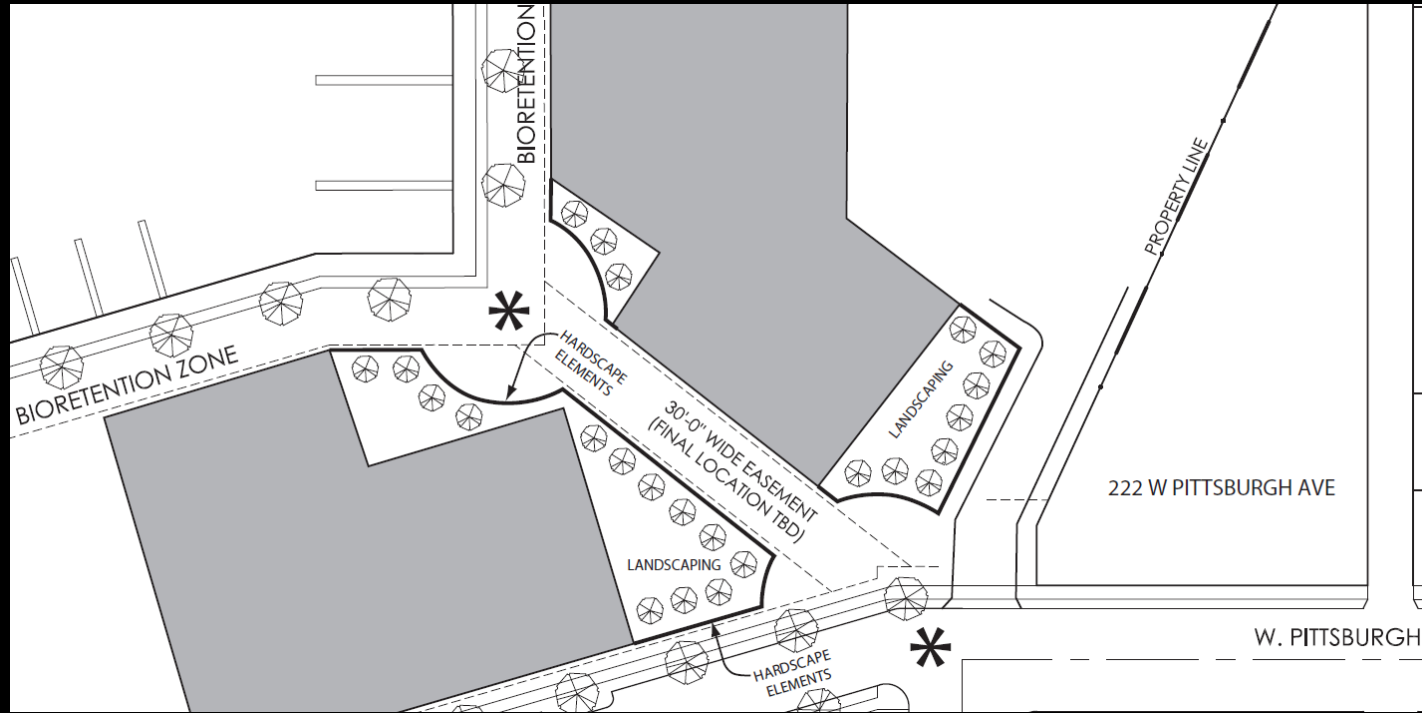 BIORETENTION
PROPERTY LINE
BIORETENTION ZONE
HARDSCAPE
ELEMENTS
30'-0" WIDE EASEMENT
(FINAL LOCATION TBD)
LANDSCAPING
222 W PITTSBURGH AVE
LANDSCAPING
W. PITTSBURGH
HARDSCAPE
ELEMENTS